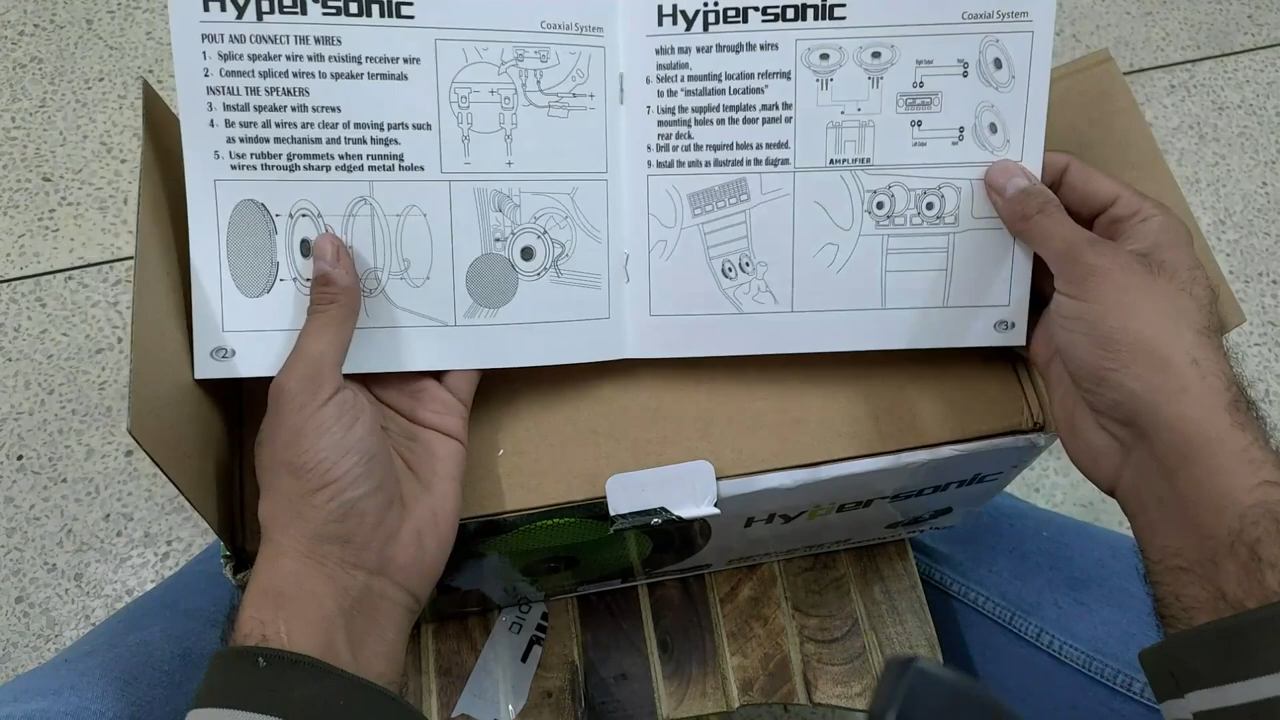 Hypersonic
Coaxial System
POUT AND CONNECT THE WIRES
1. Splice speaker wire with existing receiver wire
2. Connect spliced wires to speaker terminals
INSTALL THE SPEAKERS
3. Install speaker with screws
4. Be sure all wires are clear of moving parts such
as window mechanism and trunk hinges.
5. Use rubber grommets when running
wires through sharp edged metal holes
2
Hypersonic
Coaxial System
which may wear through the wires
insulation,
6. Select a mounting location referring
to the "installation Locations"
7. Using the supplied templates ,mark the
mounting holes on the door panel or
rear deck.
8. Drill or cut the required holes as needed.
9. Install the units as illustrated in the diagram.
Right Output
Left Output
AMPLIFIER
3
Hypersonic